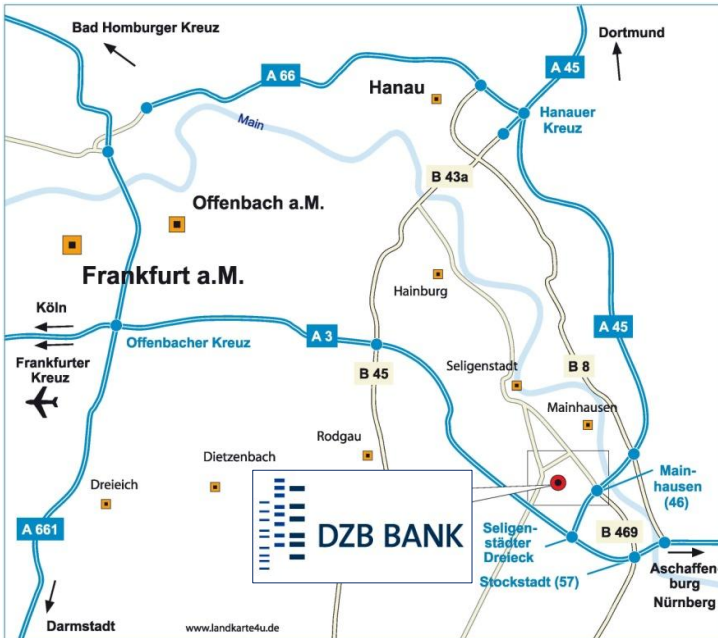 Bad Homburger Kreuz
Dortmund
A 66
A 45
Hanau
Hanauer
Kreuz
Main
B 43a
Offenbach a.M.
Frankfurt a.M.
Hainburg
Köln
Offenbacher Kreuz
A 3
A 45
Frankfurter
Kreuz
B 45
Seligenstadt
B 8
Mainhausen
Rodgau
Dietzenbach
Dreieich
Main-
hausen
(46)
DZB BANK
A 661
Seligen-
städter
Dreieck
B 469
Stockstadt (57)
Aschaffen-
burg
Nürnberg
Darmstadt
www.landkarte4u.de